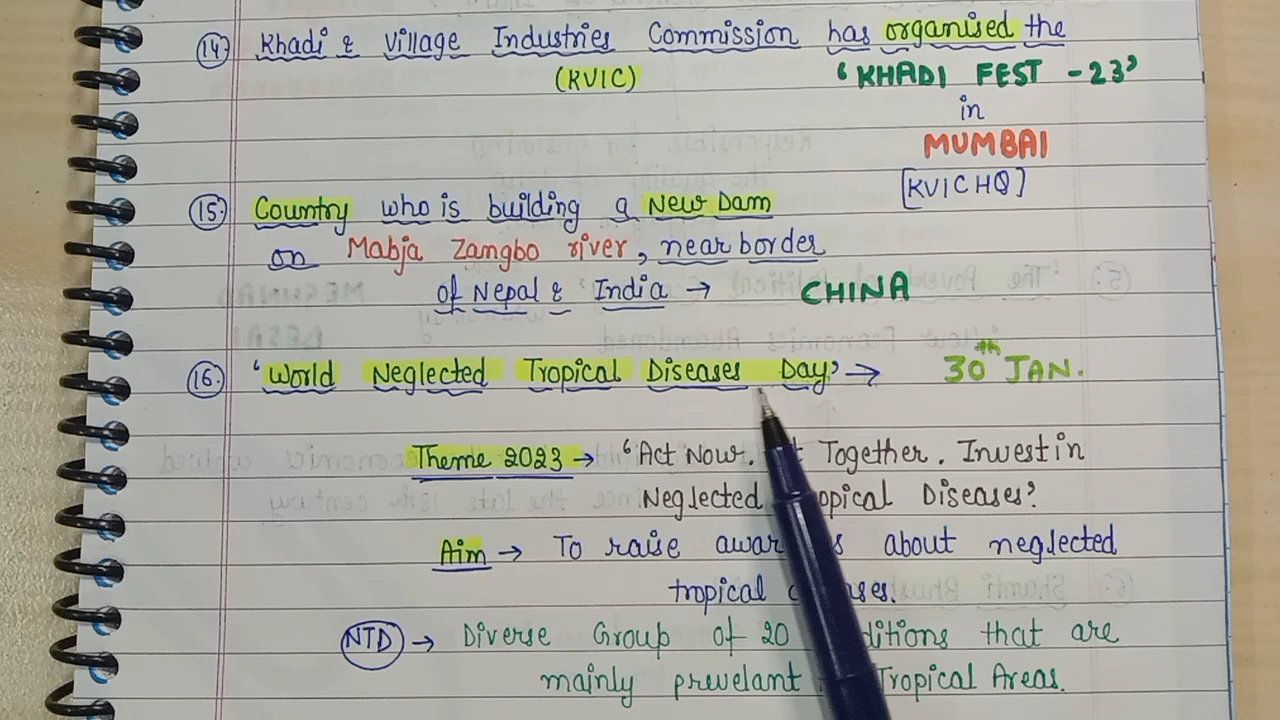 14. Khadi & Village Industries Commission has organised the
(KVIC) 'KHADI FEST - 23'
in
MUMBAI
[KVIC HQ]
15. Country who is building a New Dam
on Mabja Zangbo river, near border
of Nepal & India → CHINA
16. 'World Neglected Tropical Diseases Day' → 30th JAN.
Theme 2023 → 'Act Now. Together. Invest in
Neglected Diseases'
Aim → To raise about neglected
tropical
NTD → Diverse Group of 20 that are
mainly prevelant Tropical Areas.